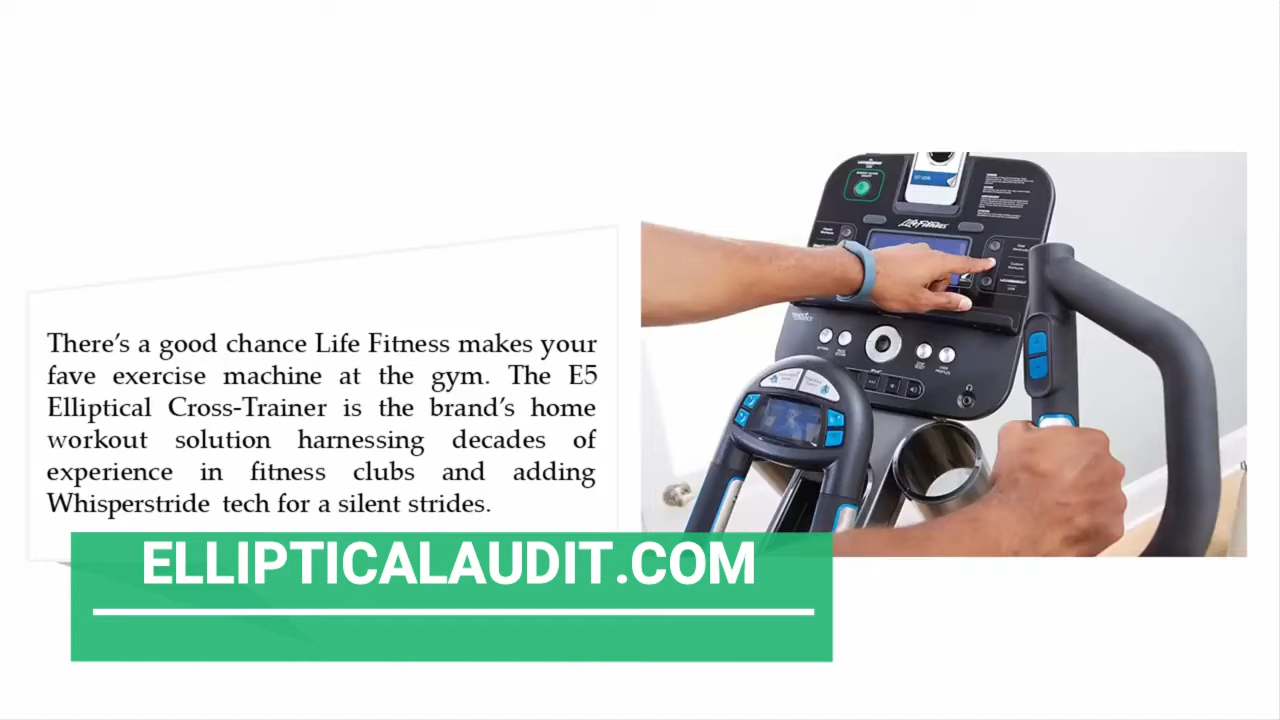 There’s a good chance Life Fitness makes your
fave exercise machine at the gym. The E5
Elliptical Cross-Trainer is the brand’s home
workout solution harnessing decades of
experience in fitness clubs and adding
Whisperstride tech for a silent strides.
ELLIPTICALAUDIT.COM